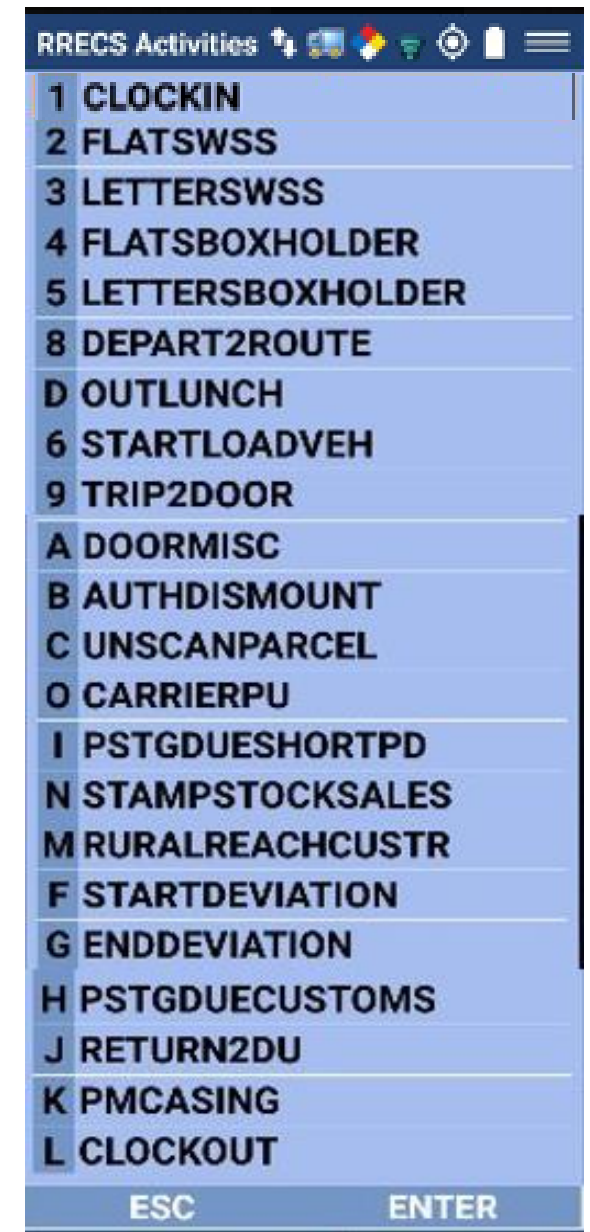 RRECS Activities
1 CLOCKIN
2 FLATSWSS
3 LETTERSWSS
4 FLATSBOXHOLDER
5 LETTERSBOXHOLDER
8 DEPART2ROUTE
D OUTLUNCH
6 STARTLOADVEH
9 TRIP2DOOR
A DOORMISC
B AUTHDISMOUNT
C UNSCANPARCEL
O CARRIERPU
I PSTGDUESHORTPD
N STAMPSTOCKSALES
M RURALREACHCUSTR
F STARTDEVIATION
G ENDDEVIATION
H PSTGDUECUSTOMS
J RETURN2DU
K PMCASING
L CLOCKOUT
ESC ENTER